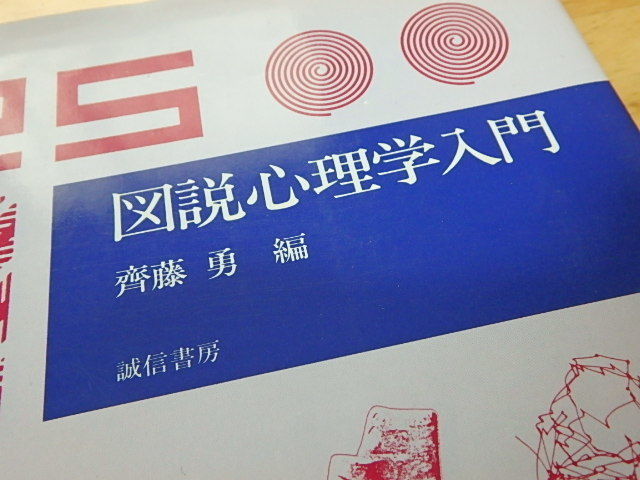 図説心理学入門
齊藤 勇 編
誠信書房